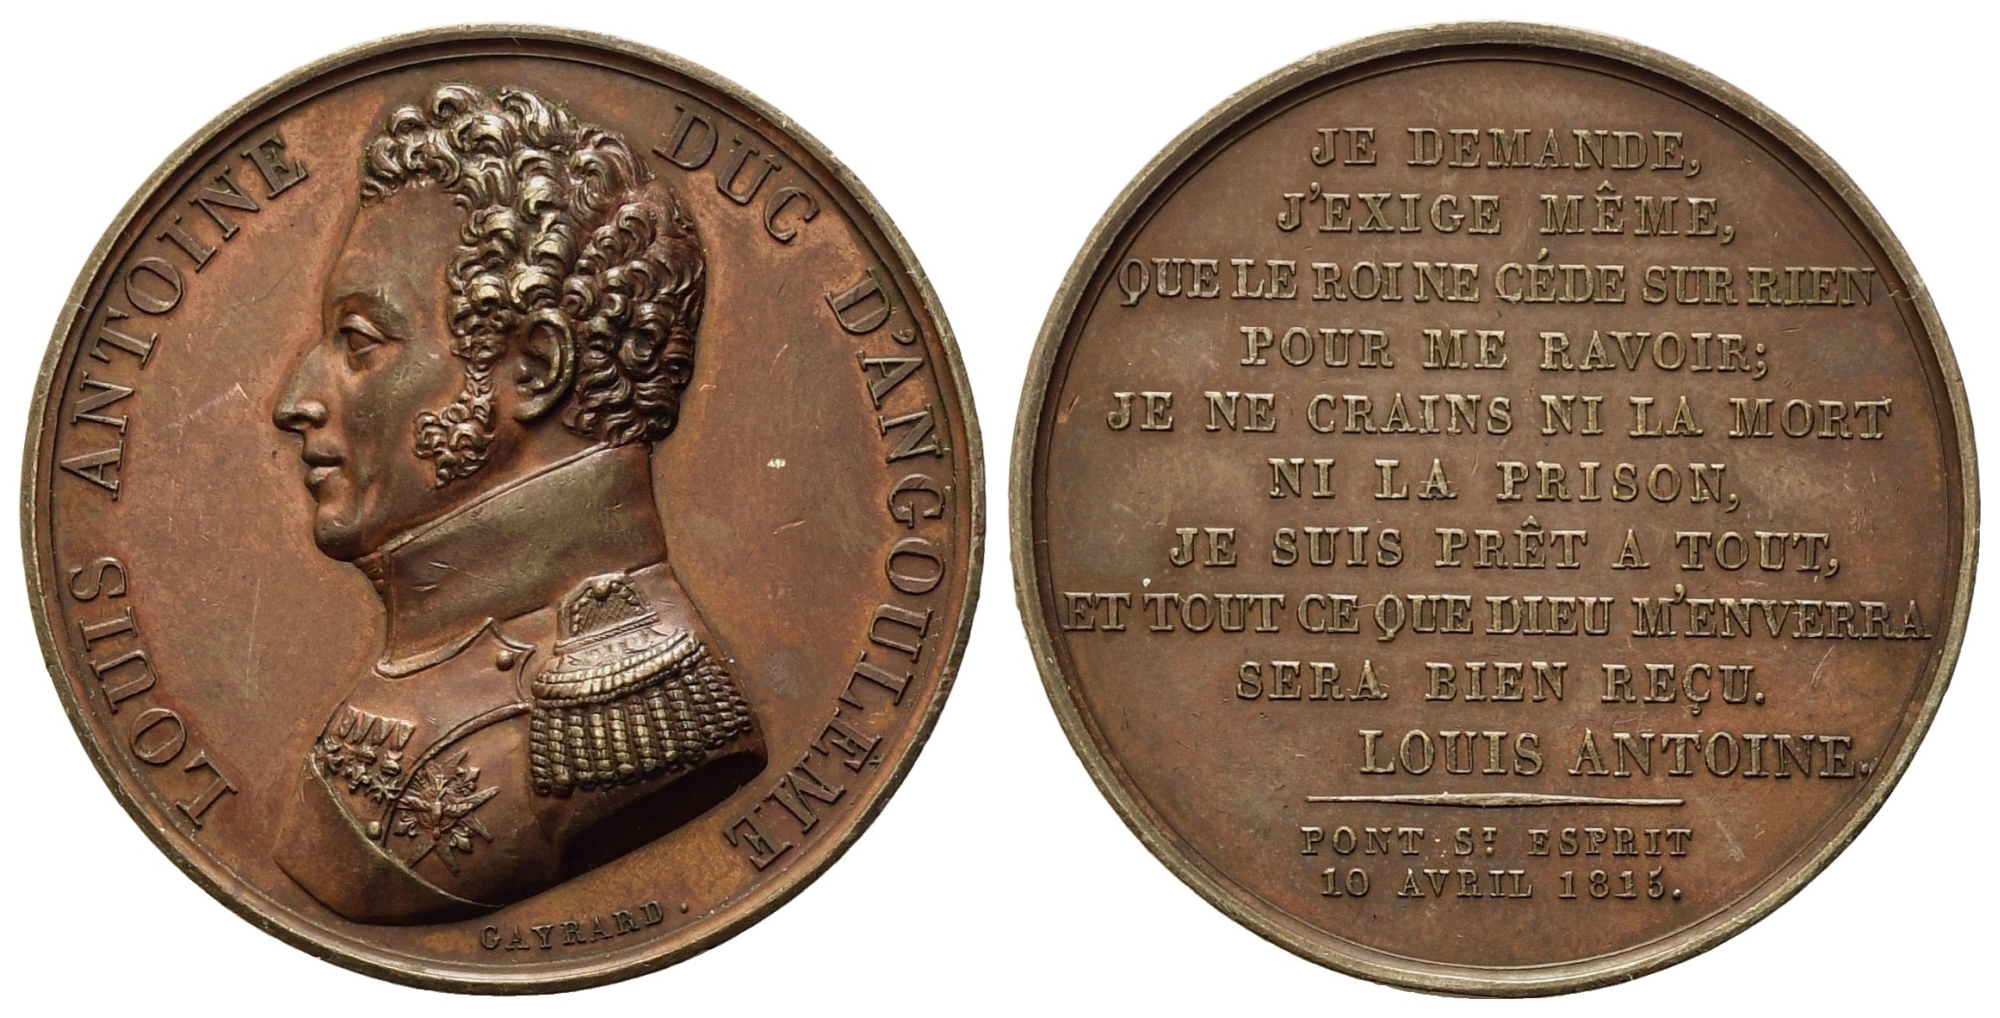 LOUIS ANTOINE DUC D'ANGOULÊME
GAYRARD.
JE DEMANDE,
J'EXIGE MÊME,
QUE LE ROI NE CÉDE SUR RIEN
POUR ME RAVOIR;
JE NE CRAINS NI LA MORT
NI LA PRISON,
JE SUIS PRÊT A TOUT,
ET TOUT CE QUE DIEU M'ENVERRA
SERA BIEN REÇU.
LOUIS ANTOINE.
PONT ST ESPRIT
10 AVRIL 1815.